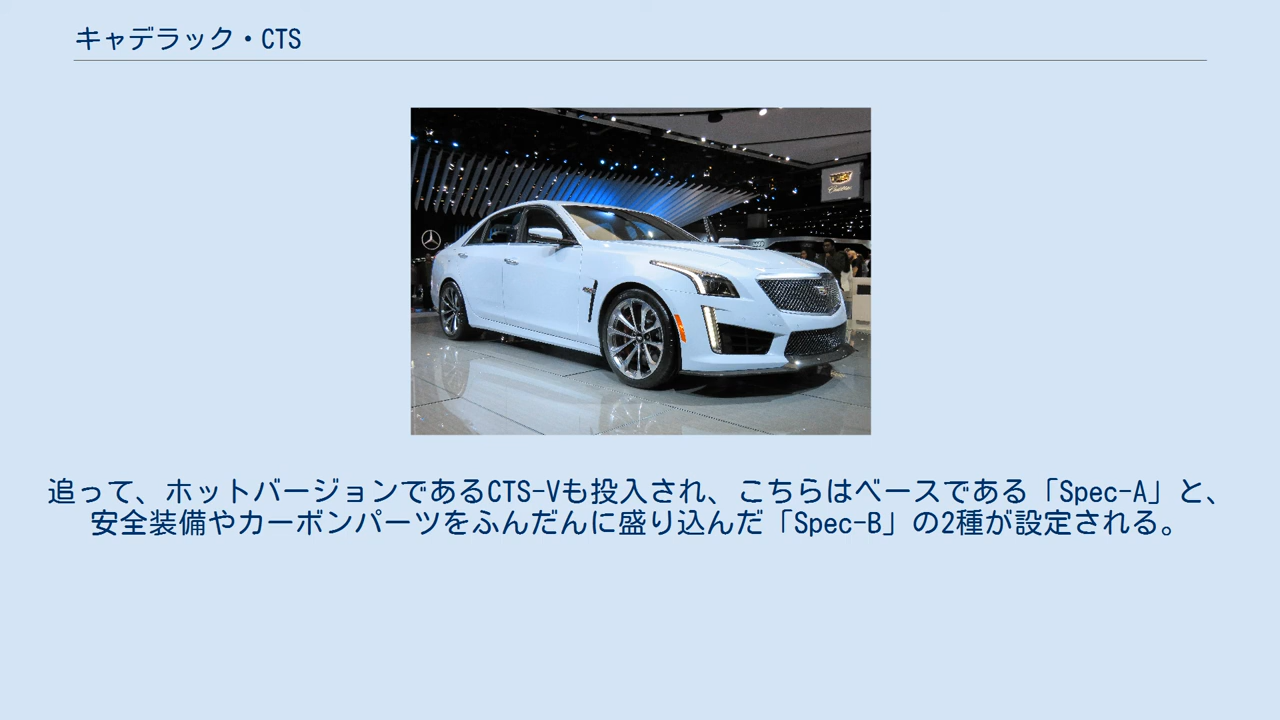 キャデラック・CTS
追って、ホットバージョンであるCTS-Vも投入され、こちらはベースである「Spec-A」と、
安全装備やカーボンパーツをふんだんに盛り込んだ「Spec-B」の2種が設定される。